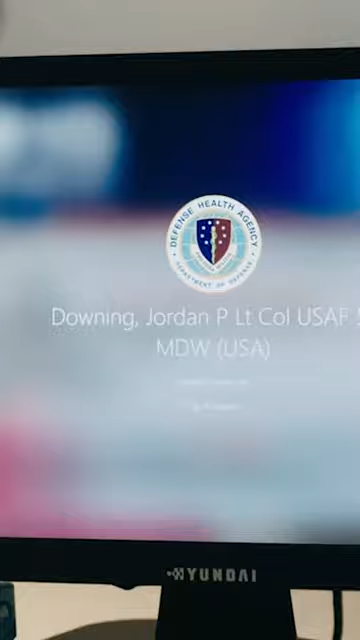 DEFENSE HEALTH AGENCY
DEPARTMENT OF DEFENSE
Downing, Jordan P Lt Col USAF
MDW (USA)
HYUNDAI